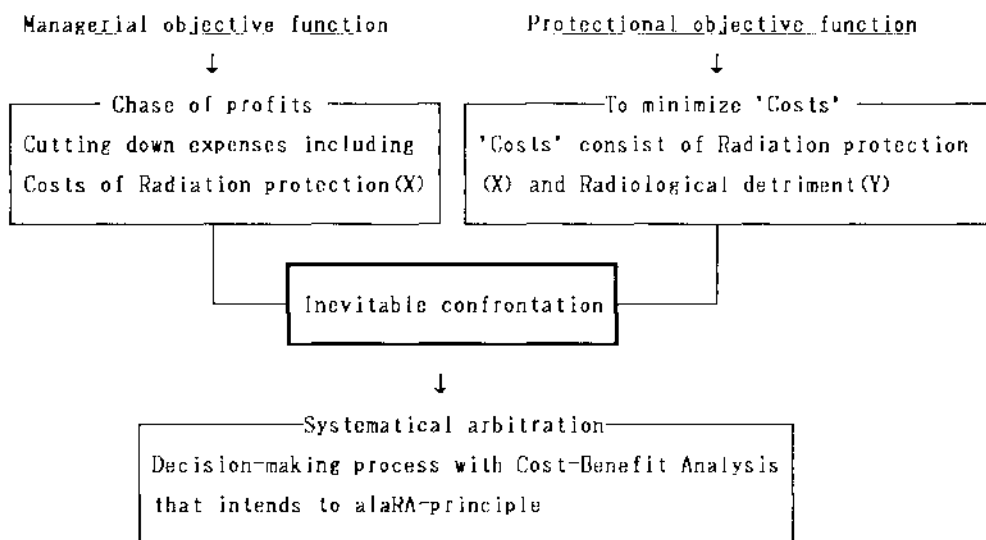 Managerial objective function
Protectional objective function
↓
↓
Chase of profits
Cutting down expenses including
Costs of Radiation protection(X)
To minimize 'Costs'
'Costs' consist of Radiation protection
(X) and Radiological detriment(Y)
Inevitable confrontation
↓
Systematical arbitration
Decision-making process with Cost-Benefit Analysis
that intends to alaRA-principle